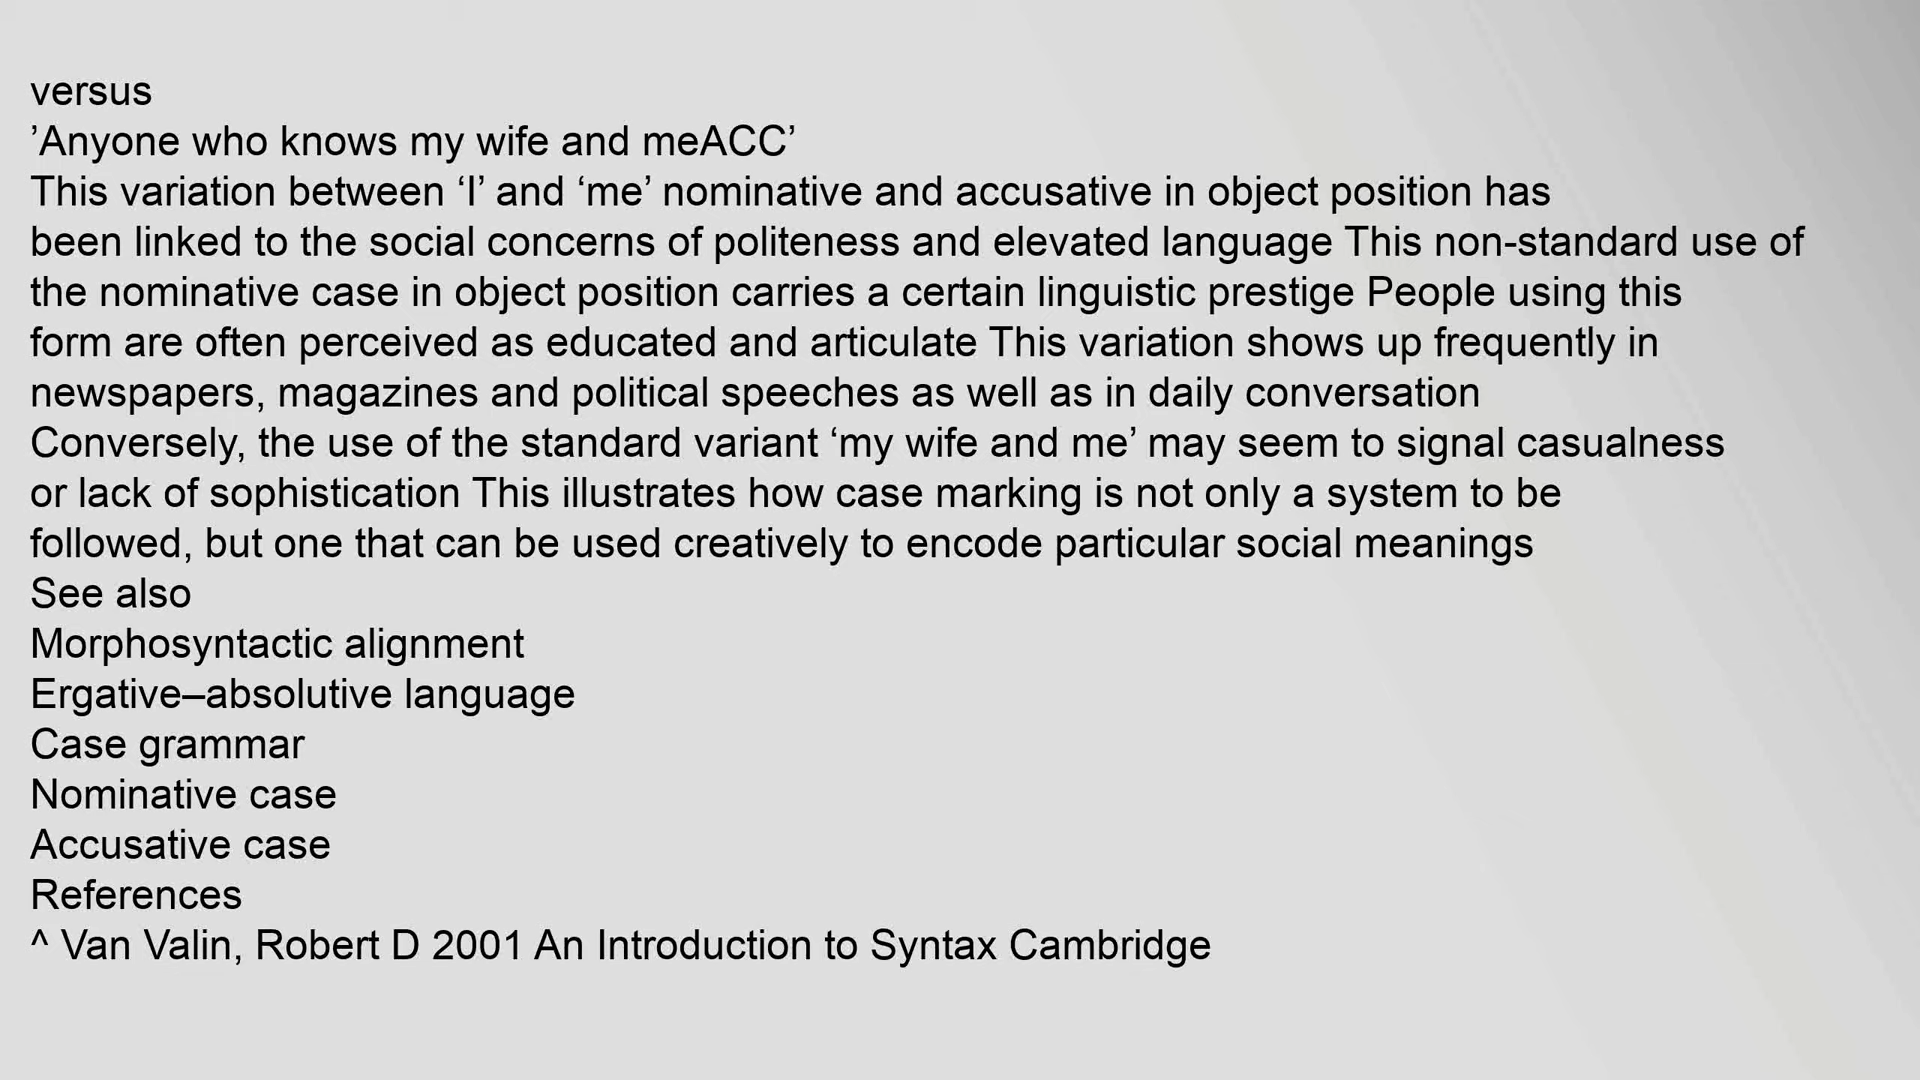 versus
’Anyone who knows my wife and meACC’
This variation between ‘I’ and ‘me’ nominative and accusative in object position has
been linked to the social concerns of politeness and elevated language This non-standard use of
the nominative case in object position carries a certain linguistic prestige People using this
form are often perceived as educated and articulate This variation shows up frequently in
newspapers, magazines and political speeches as well as in daily conversation
Conversely, the use of the standard variant ‘my wife and me’ may seem to signal casualness
or lack of sophistication This illustrates how case marking is not only a system to be
followed, but one that can be used creatively to encode particular social meanings
See also
Morphosyntactic alignment
Ergative–absolutive language
Case grammar
Nominative case
Accusative case
References
^ Van Valin, Robert D 2001 An Introduction to Syntax Cambridge